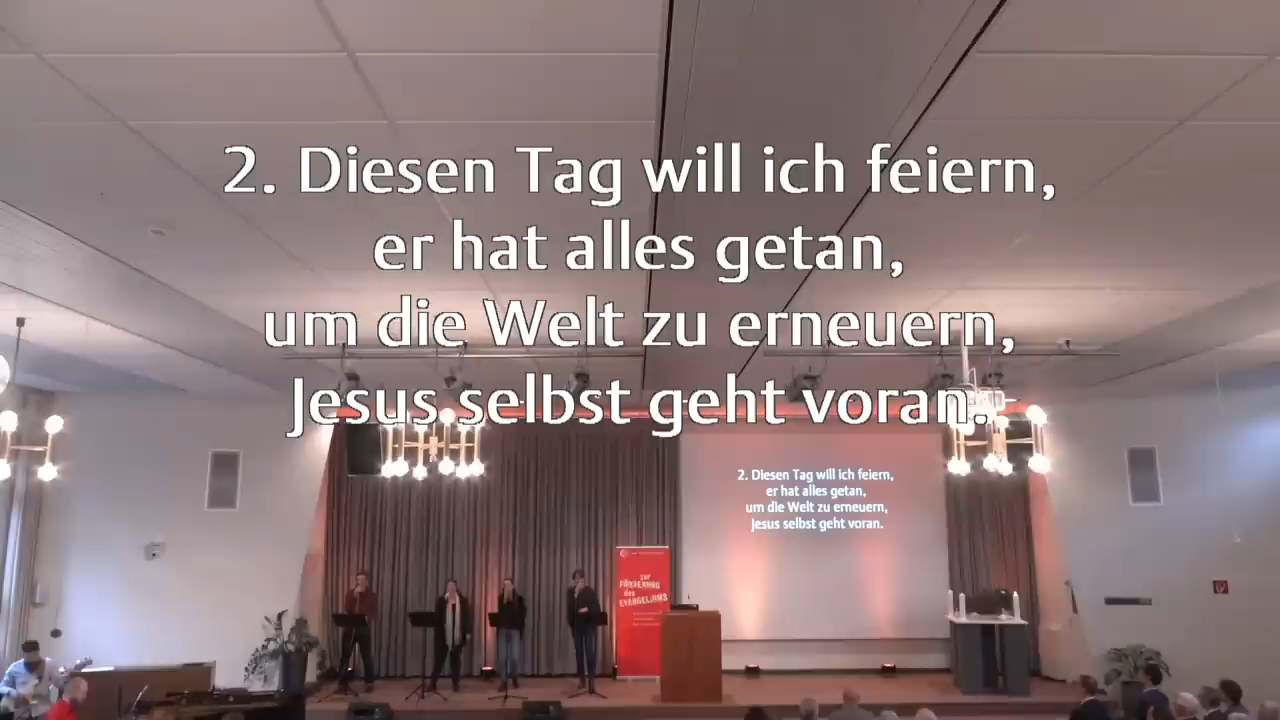 2. Diesen Tag will ich feiern,
er hat alles getan,
um die Welt zu erneuern,
Jesus selbst geht voran.
2. Diesen Tag will ich feiern,
er hat alles getan,
um die Welt zu erneuern,
Jesus selbst geht voran.
zur
FÖRDERUNG
des
EVANGELIUMS